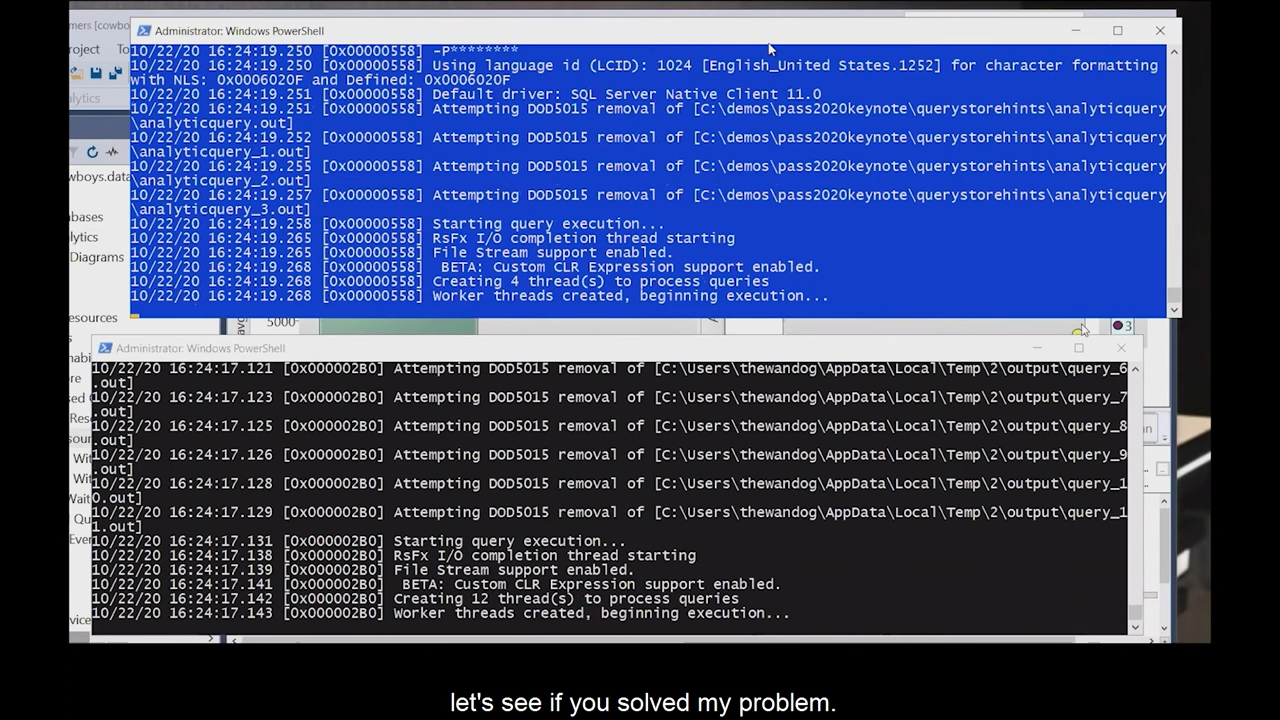 mers [cowbo
Administrator: Windows PowerShell
roject To
alytics
10/22/20 16:24:19.250 [0x00000558] -P********
10/22/20 16:24:19.250 [0x00000558] Using language id (LCID): 1024 [English_United States.1252] for character formatting
with NLS: 0x0006020F and Defined: 0x0006020F
10/22/20 16:24:19.251 [0x00000558] Default driver: SQL Server Native Client 11.0
10/22/20 16:24:19.251 [0x00000558] Attempting DOD5015 removal of [C:\demos\pass2020keynote\querystorehints\analyticquery
\analyticquery.out]
10/22/20 16:24:19.252 [0x00000558] Attempting DOD5015 removal of [C:\demos\pass2020keynote\querystorehints\analyticquery
\analyticquery_1.out]
10/22/20 16:24:19.255 [0x00000558] Attempting DOD5015 removal of [C:\demos\pass2020keynote\querystorehints\analyticquery
\analyticquery_2.out]
10/22/20 16:24:19.257 [0x00000558] Attempting DOD5015 removal of [C:\demos\pass2020keynote\querystorehints\analyticquery
\analyticquery_3.out]
10/22/20 16:24:19.258 [0x00000558] Starting query execution...
10/22/20 16:24:19.265 [0x00000558] RsFx I/O completion thread starting
10/22/20 16:24:19.265 [0x00000558] File Stream support enabled.
10/22/20 16:24:19.268 [0x00000558]  BETA: Custom CLR Expression support enabled.
10/22/20 16:24:19.268 [0x00000558] Creating 4 thread(s) to process queries
10/22/20 16:24:19.268 [0x00000558] Worker threads created, beginning execution...
wboys.data
abases
lytics
Diagrams
esources
5000
3
Administrator: Windows PowerShell
10/22/20 16:24:17.121 [0x000002B0] Attempting DOD5015 removal of [C:\Users\thewandog\AppData\Local\Temp\2\output\query_6
.out]
10/22/20 16:24:17.123 [0x000002B0] Attempting DOD5015 removal of [C:\Users\thewandog\AppData\Local\Temp\2\output\query_7
.out]
10/22/20 16:24:17.125 [0x000002B0] Attempting DOD5015 removal of [C:\Users\thewandog\AppData\Local\Temp\2\output\query_8
.out]
10/22/20 16:24:17.126 [0x000002B0] Attempting DOD5015 removal of [C:\Users\thewandog\AppData\Local\Temp\2\output\query_9
.out]
10/22/20 16:24:17.128 [0x000002B0] Attempting DOD5015 removal of [C:\Users\thewandog\AppData\Local\Temp\2\output\query_1
0.out]
10/22/20 16:24:17.129 [0x000002B0] Attempting DOD5015 removal of [C:\Users\thewandog\AppData\Local\Temp\2\output\query_1
1.out]
10/22/20 16:24:17.131 [0x000002B0] Starting query execution...
10/22/20 16:24:17.138 [0x000002B0] RsFx I/O completion thread starting
10/22/20 16:24:17.139 [0x000002B0] File Stream support enabled.
10/22/20 16:24:17.141 [0x000002B0]  BETA: Custom CLR Expression support enabled.
10/22/20 16:24:17.142 [0x000002B0] Creating 12 thread(s) to process queries
10/22/20 16:24:17.143 [0x000002B0] Worker threads created, beginning execution...
let's see if you solved my problem.